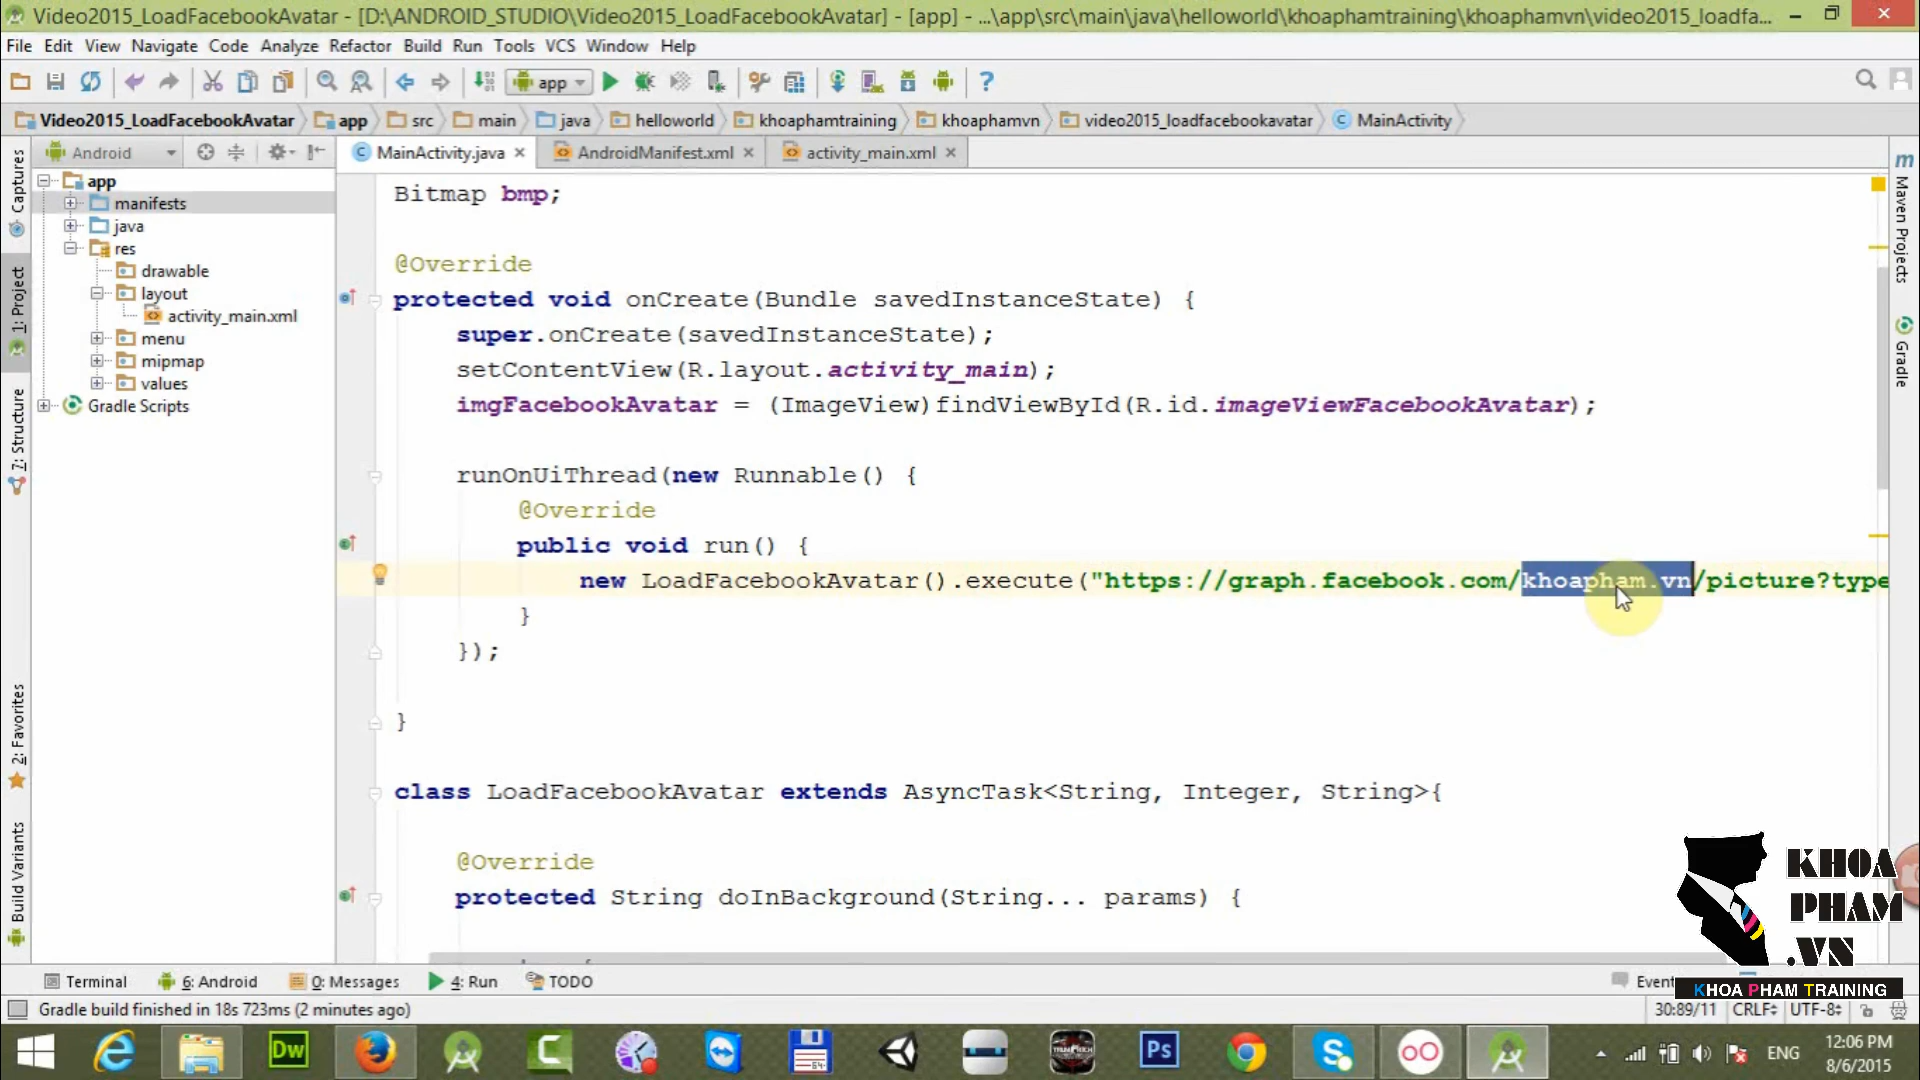 Video2015_LoadFacebookAvatar - [D:\ANDROID_STUDIO\Video2015_LoadFacebookAvatar] - [app] - ...\app\src\main\java\helloworld\khoaphamtraining\khoaphamvn\video2015_loadfa...
File Edit View Navigate Code Analyze Refactor Build Run Tools VCS Window Help
app
Video2015_LoadFacebookAvatar app src main java helloworld khoaphamtraining khoaphamvn video2015_loadfacebookavatar MainActivity
Android
MainActivity.java AndroidManifest.xml activity_main.xml
Captures
1: Project
7: Structure
2: Favorites
Build Variants
app
manifests
java
res
drawable
layout
activity_main.xml
menu
mipmap
values
Gradle Scripts
Bitmap bmp;
@Override
protected void onCreate(Bundle savedInstanceState) {
super.onCreate(savedInstanceState);
setContentView(R.layout.activity_main);
imgFacebookAvatar = (ImageView)findViewById(R.id.imageViewFacebookAvatar);
runOnUiThread(new Runnable() {
@Override
public void run() {
new LoadFacebookAvatar().execute("https://graph.facebook.com/khoapham.vn/picture?type
}
});
}
class LoadFacebookAvatar extends AsyncTask<String, Integer, String>{
@Override
protected String doInBackground(String... params) {
m
Maven Projects
Gradle
KHOA
PHAM
.VN
KHOA PHAM TRAINING
Terminal 6: Android 0: Messages 4: Run TODO Event
Gradle build finished in 18s 723ms (2 minutes ago)
30:89/11 CRLF UTF-8
Dw Ps ENG
12:06 PM
8/6/2015